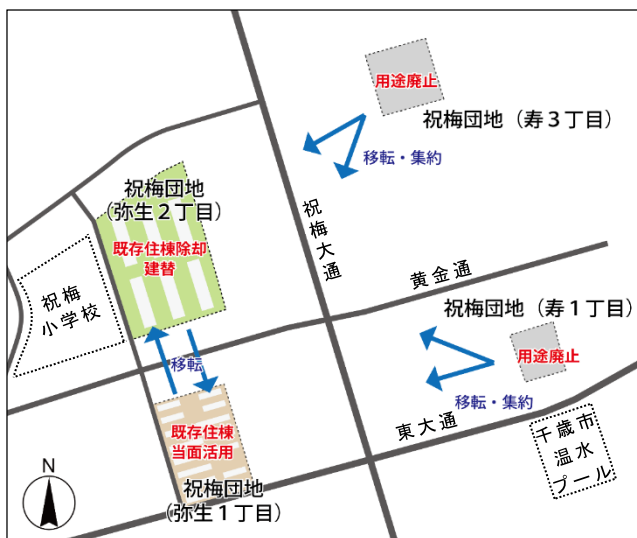 用途廃止
祝梅団地（寿３丁目）
移転・集約
祝梅団地
（弥生２丁目）
既存住棟除却
建替
祝梅大通
祝梅
小学校
黄金通
祝梅団地（寿１丁目）
用途廃止
移転・集約
移転
東大通
既存住棟
当面活用
千歳市
温水
プール
N
祝梅団地
（弥生１丁目）